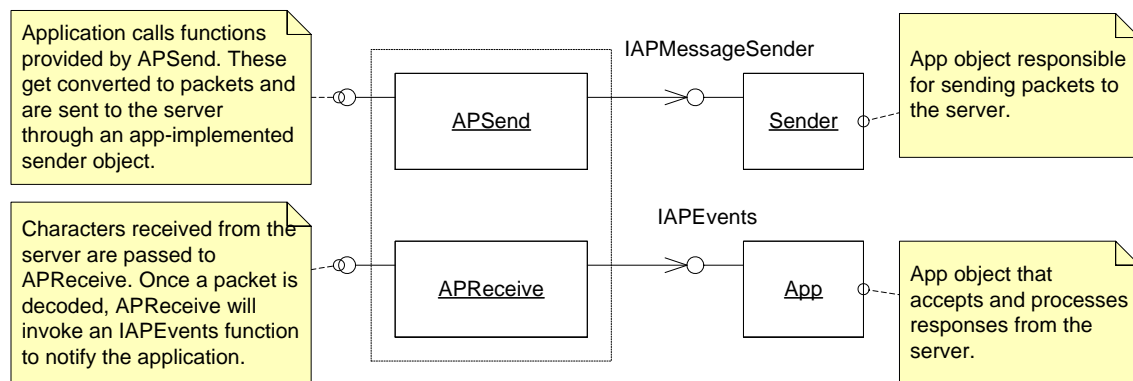 Application calls functions
provided by APSend. These
get converted to packets and
are sent to the server
through an app-implemented
sender object.
APSend
IAPMessageSender
Sender
App object responsible
for sending packets to
the server.
Characters received from the
server are passed to
APReceive. Once a packet is
decoded, APReceive will
invoke an IAPEvents function
to notify the application.
APReceive
IAPEvents
App
App object that
accepts and processes
responses from the
server.